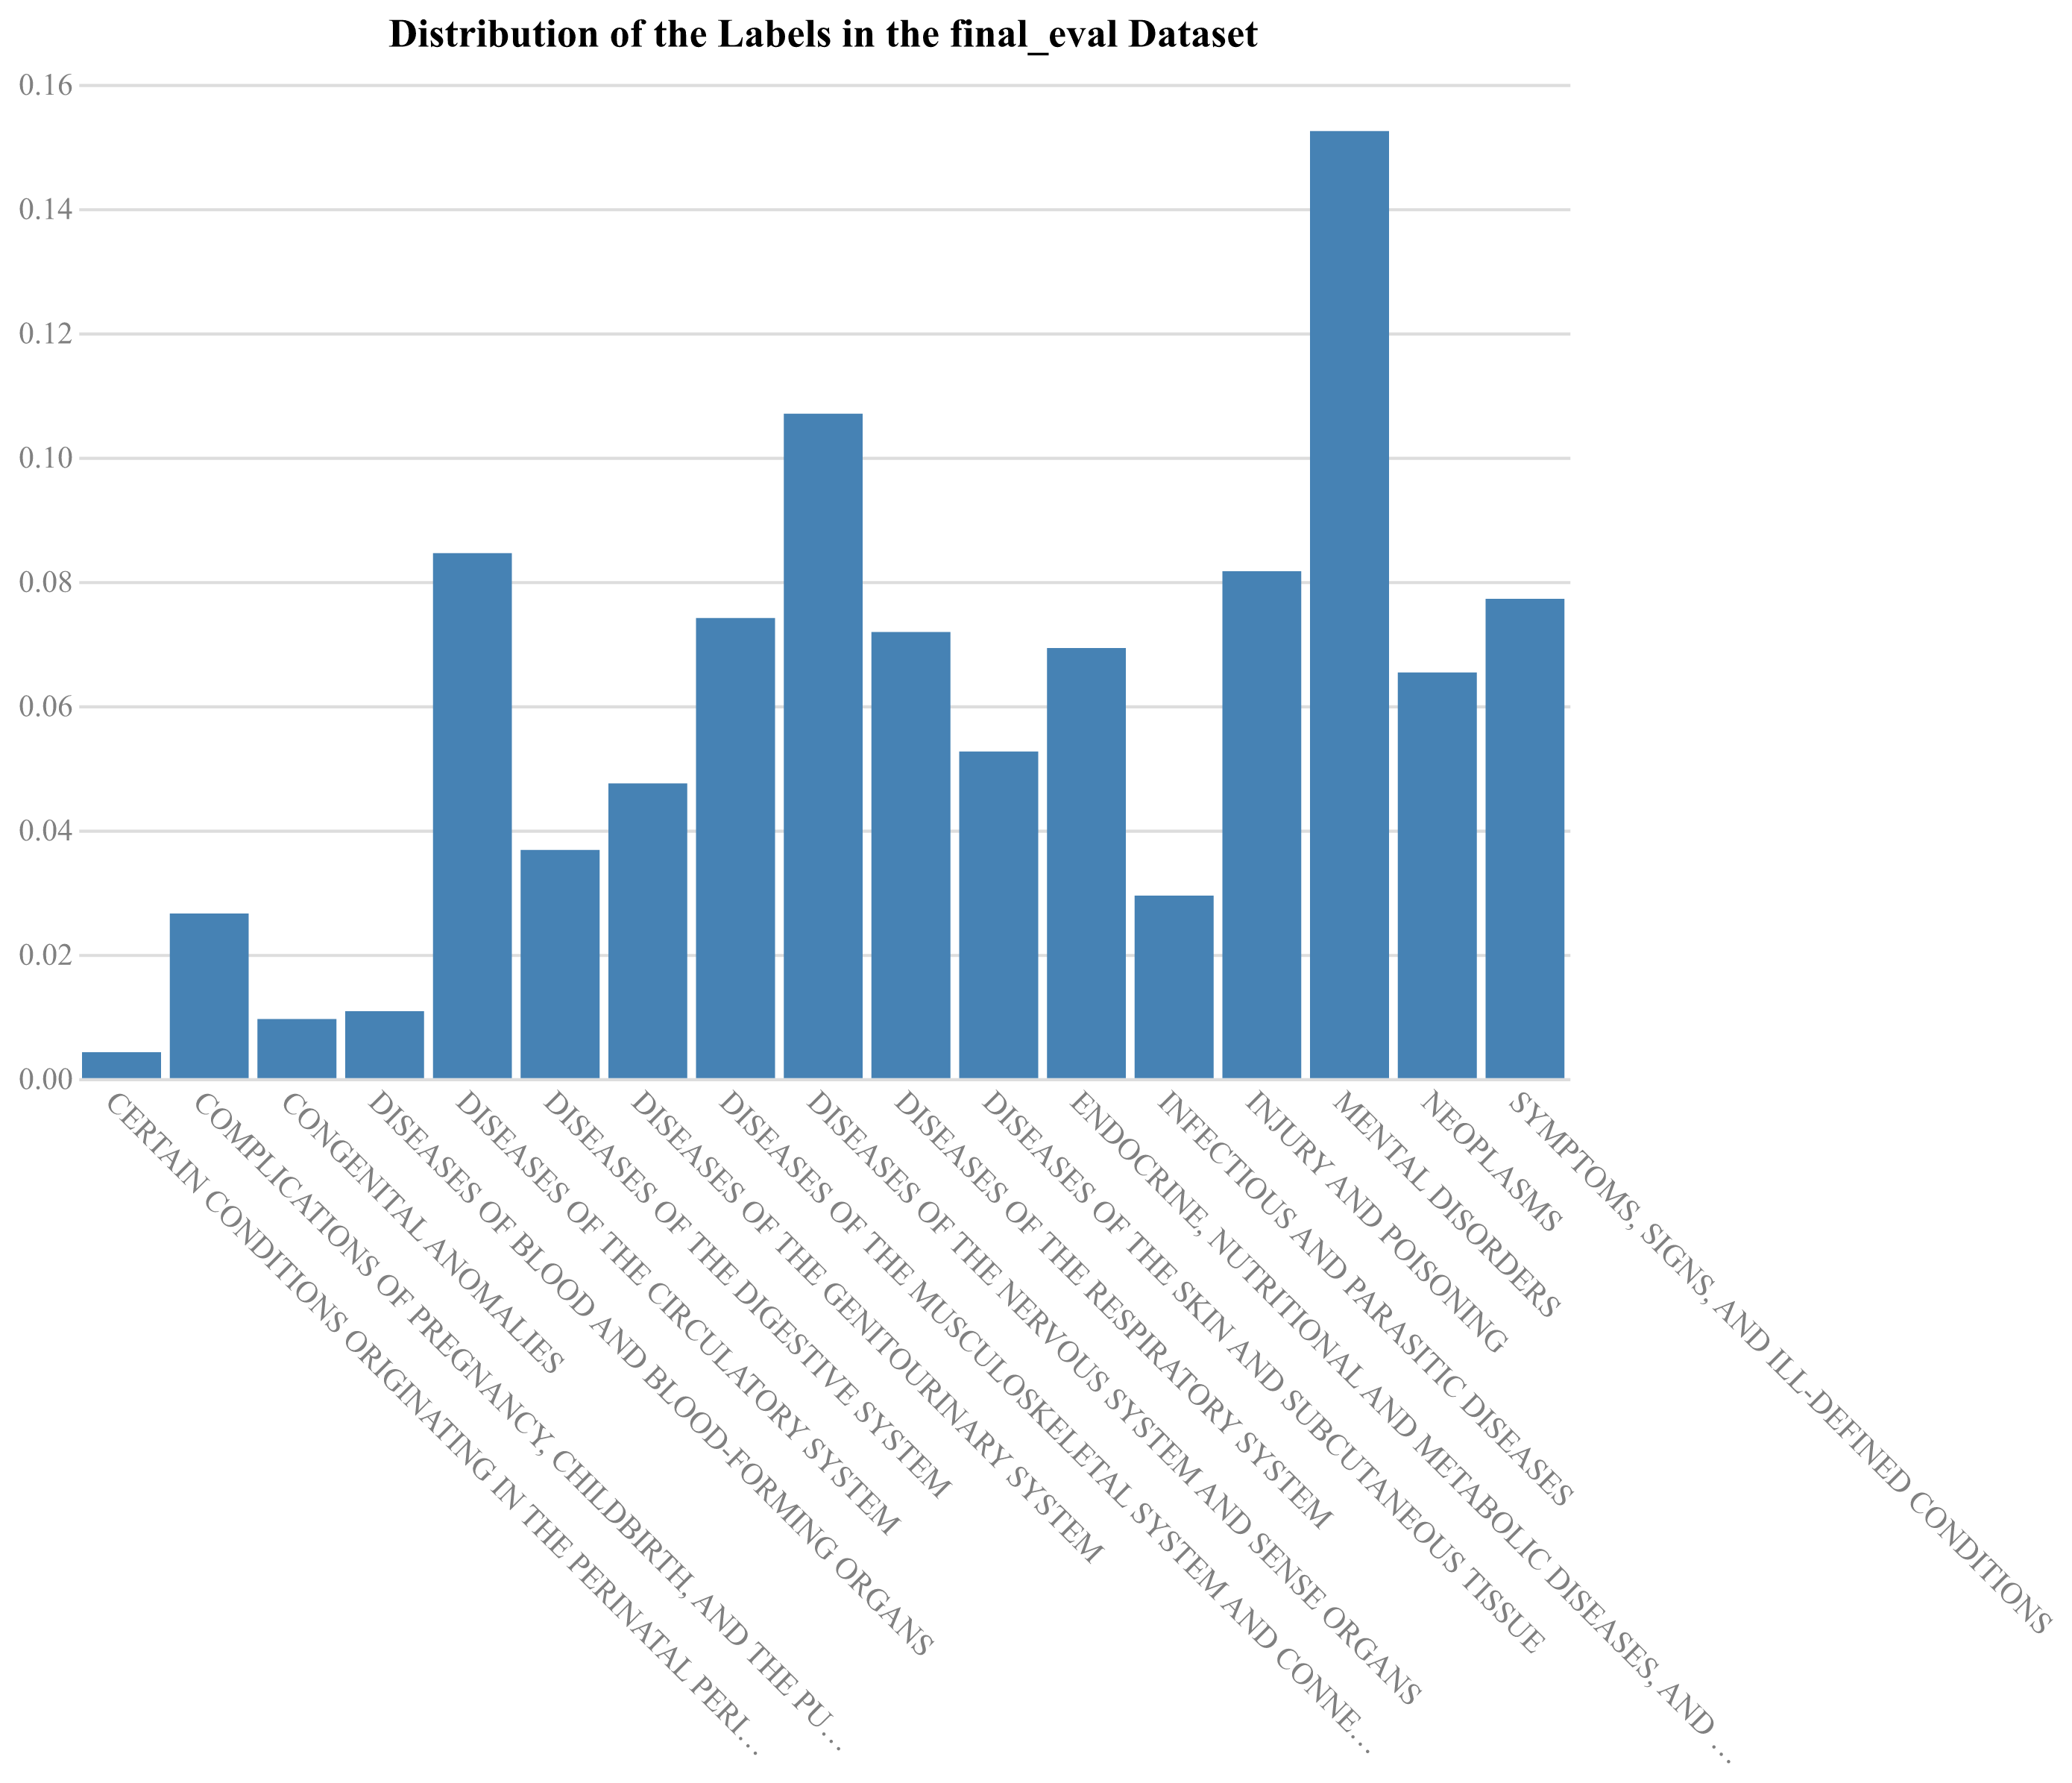 Distribution of the Labels in the final_eval Dataset
0.16
0.14
0.12
0.10
0.08
0.06
0.04
0.02
0.00
CERTAIN CONDITIONS ORIGINATING IN THE PERINATAL PERI…
COMPLICATIONS OF PREGNANCY, CHILDBIRTH, AND THE PU…
CONGENITAL ANOMALIES
DISEASES OF BLOOD AND BLOOD-FORMING ORGANS
DISEASES OF THE CIRCULATORY SYSTEM
DISEASES OF THE DIGESTIVE SYSTEM
DISEASES OF THE GENITOURINARY SYSTEM
DISEASES OF THE MUSCULOSKELETAL SYSTEM AND CONNE…
DISEASES OF THE NERVOUS SYSTEM AND SENSE ORGANS
DISEASES OF THE RESPIRATORY SYSTEM
DISEASES OF THE SKIN AND SUBCUTANEOUS TISSUE
ENDOCRINE, NUTRITIONAL AND METABOLIC DISEASES, AND …
INFECTIOUS AND PARASITIC DISEASES
INJURY AND POISONING
MENTAL DISORDERS
NEOPLASMS
SYMPTOMS, SIGNS, AND ILL-DEFINED CONDITIONS